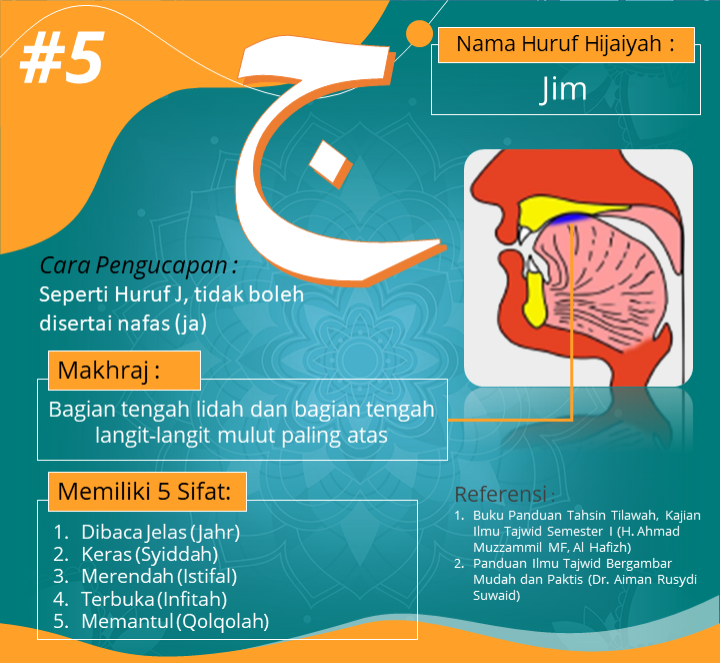 #5
ج
Nama Huruf Hijaiyah :
Jim
Cara Pengucapan :
Seperti Huruf J, tidak boleh
disertai nafas (ja)
Makhraj :
Bagian tengah lidah dan bagian tengah
langit-langit mulut paling atas
Memiliki 5 Sifat:
1. Dibaca Jelas (Jahr)
2. Keras (Syiddah)
3. Merendah (Istifal)
4. Terbuka (Infitah)
5. Memantul (Qolqolah)
Referensi :
1. Buku Panduan Tahsin Tilawah, Kajian
Ilmu Tajwid Semester I (H. Ahmad
Muzzammil MF, Al Hafizh)
2. Panduan Ilmu Tajwid Bergambar
Mudah dan Paktis (Dr. Aiman Rusydi
Suwaid)